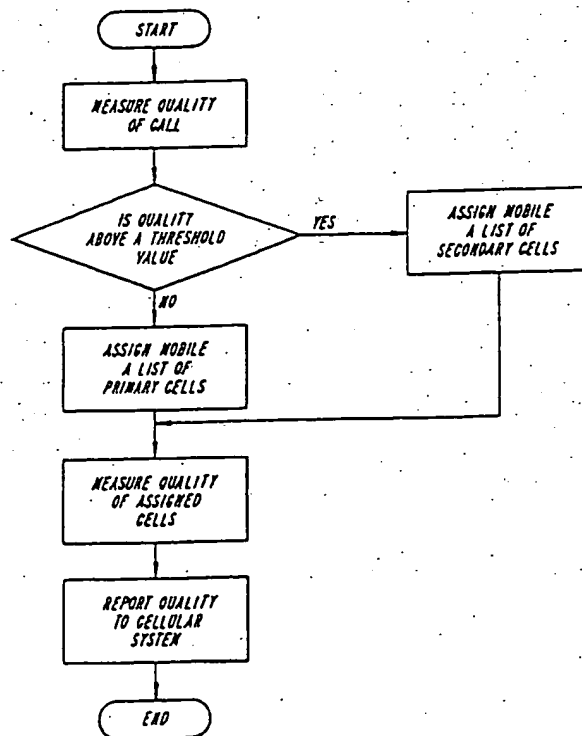 START
MEASURE QUALITY
OF CALL
IS QUALITY
ABOVE A THRESHOLD
VALUE
YES
ASSIGN MOBILE
A LIST OF
SECONDARY CELLS
NO
ASSIGN MOBILE
A LIST OF
PRIMARY CELLS
MEASURE QUALITY
OF ASSIGNED
CELLS
REPORT QUALITY
TO CELLULAR
SYSTEM
END